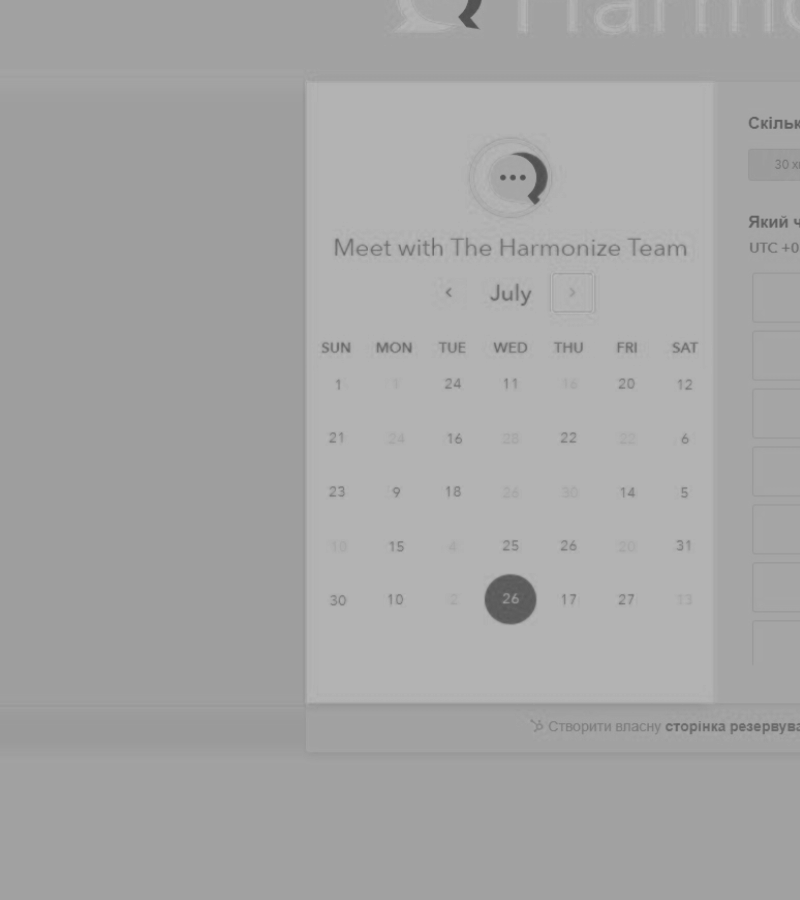 Harmo
Meet with The Harmonize Team
July
SUN MON TUE WED THU FRI SAT
1 24 11 16 20 12
21 24 16 28 22 22 6
23 9 18 26 30 14 5
19 15 4 25 26 20 31
30 10 2 26 17 27 13
Скільк
30 хв
Який ч
UTC +0
Створити власну сторінка резервува